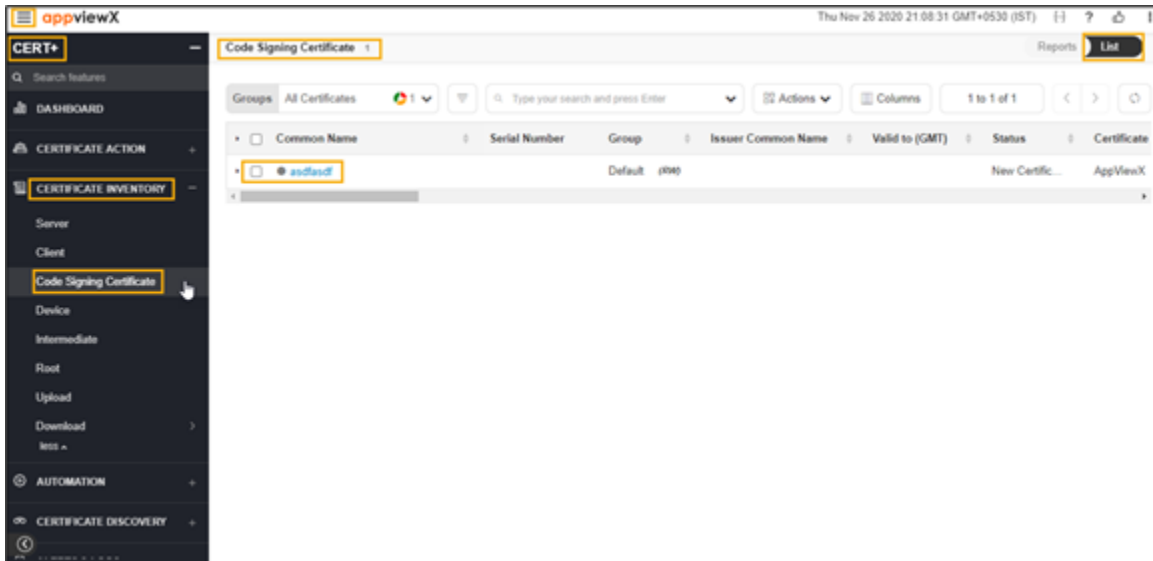 appviewX
Thu Nov 26 2020 21:08:31 GMT+0530 (IST) ?
CERT+
Code Signing Certificate 1
Reports List
Search features
Groups All Certificates 1 Type your search and press Enter Actions Columns 1 to 1 of 1
DASHBOARD
Common Name Serial Number Group Issuer Common Name Valid to (GMT) Status Certificate
CERTIFICATE ACTION +
asdfasdf Default New Certific... AppViewX
CERTIFICATE INVENTORY
Server
Client
Code Signing Certificate
Device
Intermediate
Root
Upload
Download
less
AUTOMATION +
CERTIFICATE DISCOVERY +